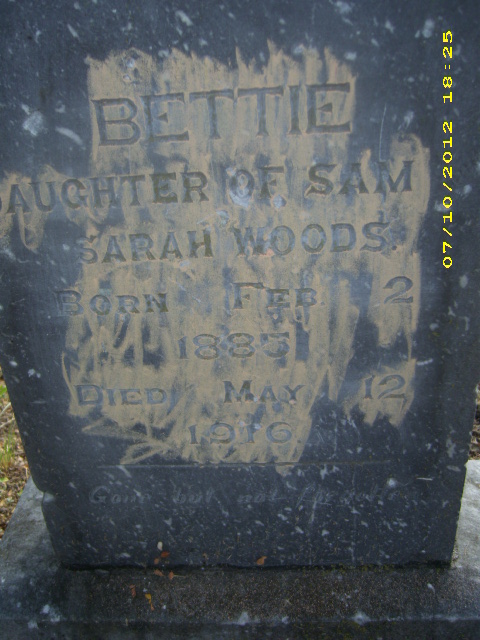 BETTIE
DAUGHTER OF SAM
SARAH WOODS.
BORN FEB 2
1885
DIED MAY 12
1916
Gone but not forgotten
07/10/2012 18:25